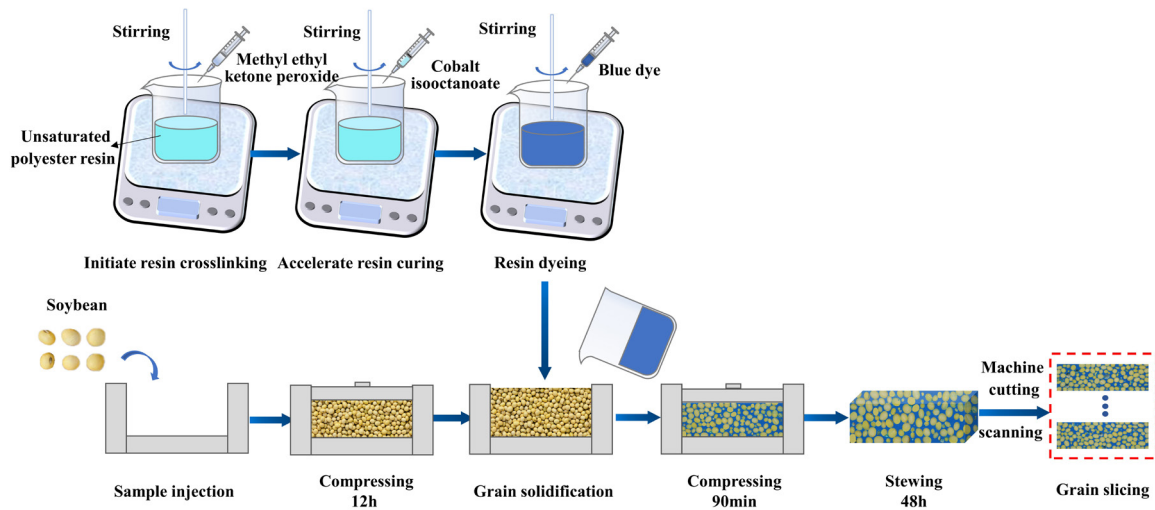 Stirring
Methyl ethyl
ketone peroxide
Unsaturated
polyester resin
Initiate resin crosslinking
Stirring
Cobalt
isooctanoate
Accelerate resin curing
Stirring
Blue dye
Resin dyeing
Soybean
Sample injection
Compressing
12h
Grain solidification
Compressing
90min
Stewing
48h
Machine
cutting
scanning
Grain slicing